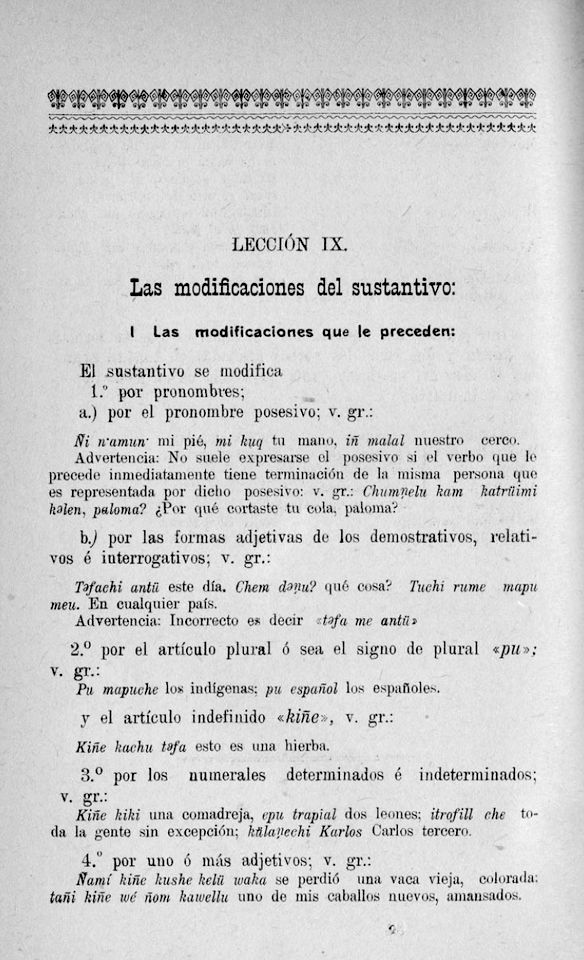 LECCIÓN IX.
Las modificaciones del sustantivo:
I Las modificaciones que le preceden:
El sustantivo se modifica
1.º por pronombres;
a.) por el pronombre posesivo; v. gr.:
mi pié, mi kuq tu mano, iñ malal nuestro cerco.
Advertencia: No suele expresarse el posesivo si el verbo que le
precede inmediatamente tiene terminación de la misma persona que
es representada por dicho posesivo: v. gr.: Chumṇelu kam katrüimi
kəlen, paloma? ¿Por qué cortaste tu cola, paloma?
b.) por las formas adjetivas de los demostrativos, relati-
vos é interrogativos; v. gr.:
Təfachi antü este día. Chem dəṇu? qué cosa? Tuchi rume mapu
meu. En cualquier país.
Advertencia: Incorrecto es decir «təfa me antü»
2.º por el artículo plural ó sea el signo de plural «pu»;
v. gr.:
Pu mapuche los indígenas; pu español los españoles.
y el artículo indefinido «kiñe», v. gr.:
Kiñe kachu təfa esto es una hierba.
3.º por los numerales determinados é indeterminados;
v. gr.:
Kiñe kiki una comadreja, epu trapial dos leones; itrofill che to-
da la gente sin excepción; külaṇechi Karlos Carlos tercero.
4.º por uno ó más adjetivos; v. gr.:
Ñamí kiñe kushe kelü waka se perdió una vaca vieja, colorada;
tañi kiñe wé ñom kawellu uno de mis caballos nuevos, amansados.